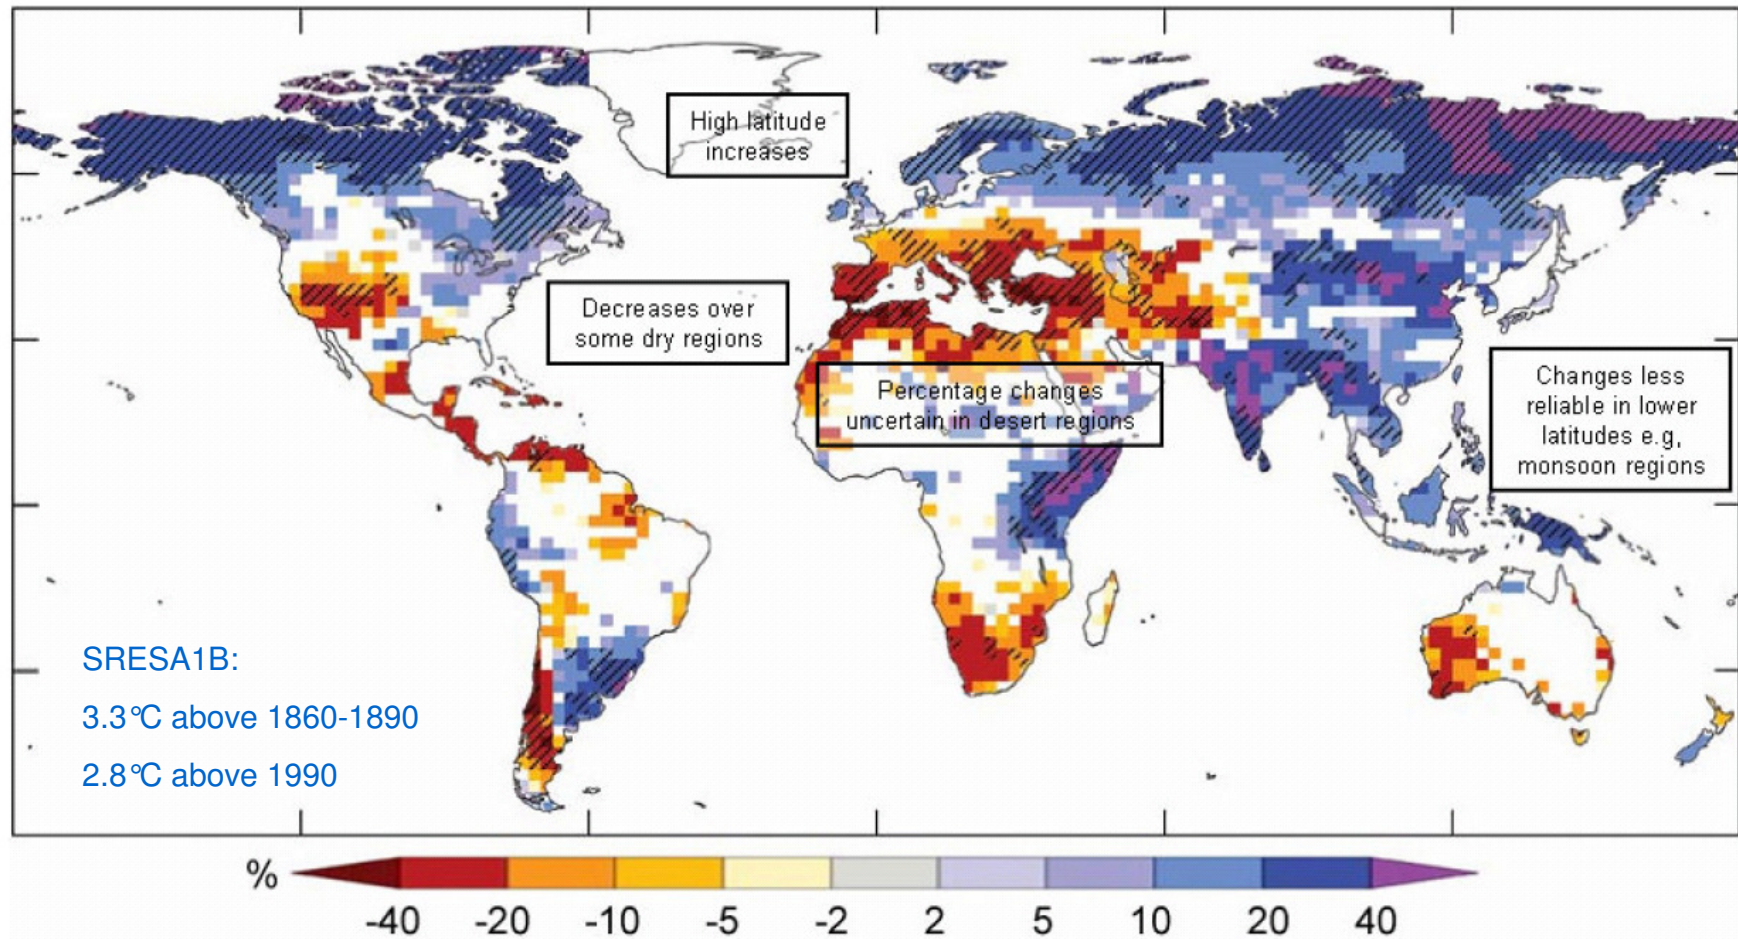 High latitude
increases
Decreases over
some dry regions
Percentage changes
uncertain in desert regions
Changes less
reliable in lower
latitudes e.g,
monsoon regions
SRESA1B:
3.3°C above 1860-1890
2.8°C above 1990
% -40 -20 -10 -5 -2 2 5 10 20 40